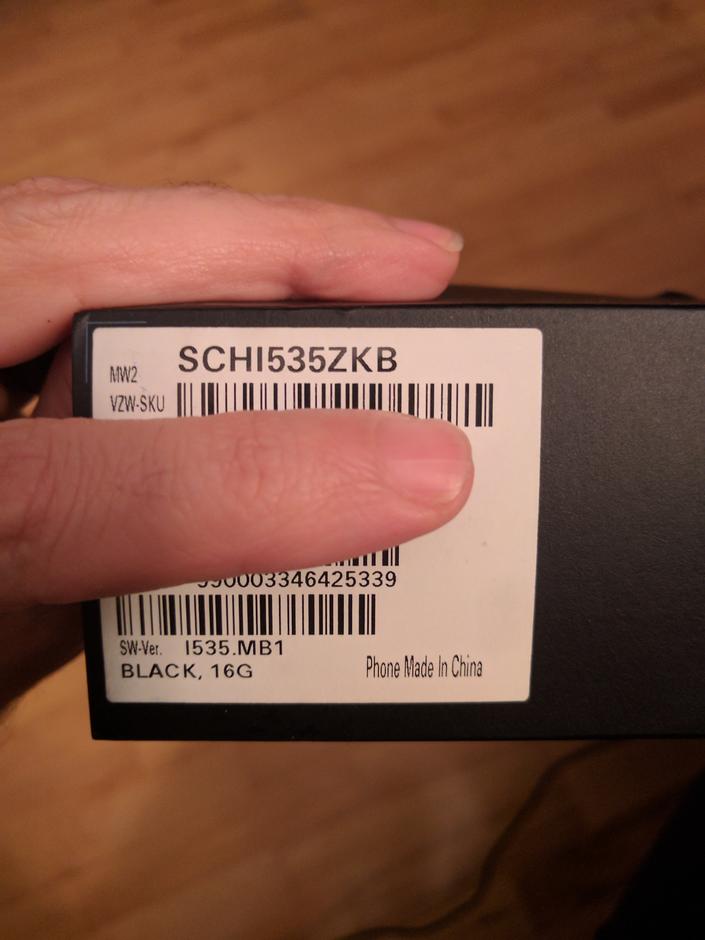 SCHI535ZKB
MW2
VZW-SKU
990003346425339
SW-Ver. I535.MB1
BLACK, 16G
Phone Made In China